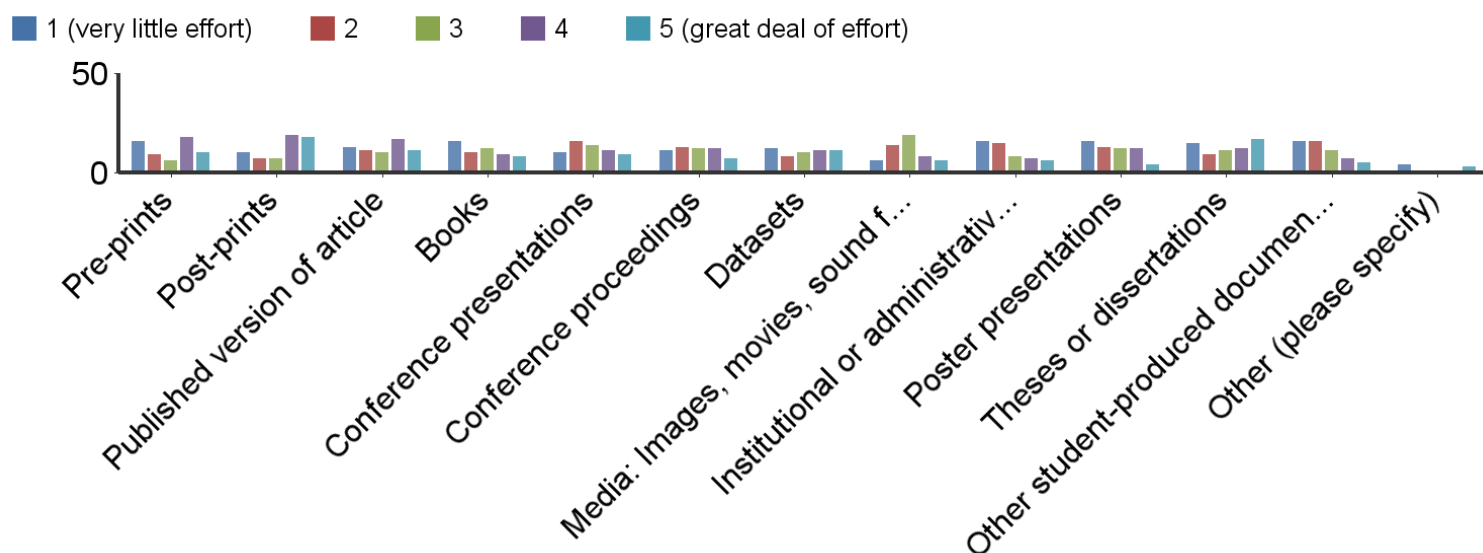 1 (very little effort) 2 3 4 5 (great deal of effort)
50
0
Pre-prints
Post-prints
Published version of article
Books
Conference presentations
Conference proceedings
Datasets
Media: Images, movies, sound f...
Institutional or administrativ...
Poster presentations
Theses or dissertations
Other student-produced documen...
Other (please specify)